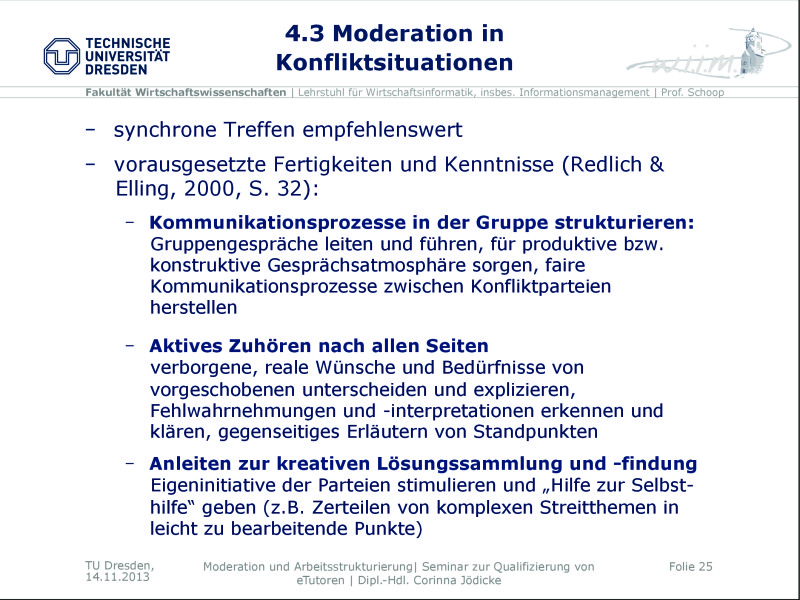 4.3 Moderation in
Konfliktsituationen
TECHNISCHE
UNIVERSITÄT
DRESDEN
wiim
Fakultät Wirtschaftswissenschaften | Lehrstuhl für Wirtschaftsinformatik, insbes. Informationsmanagement | Prof. Schoop
– synchrone Treffen empfehlenswert
– vorausgesetzte Fertigkeiten und Kenntnisse (Redlich &
Elling, 2000, S. 32):
– Kommunikationsprozesse in der Gruppe strukturieren:
Gruppengespräche leiten und führen, für produktive bzw.
konstruktive Gesprächsatmosphäre sorgen, faire
Kommunikationsprozesse zwischen Konfliktparteien
herstellen
– Aktives Zuhören nach allen Seiten
verborgene, reale Wünsche und Bedürfnisse von
vorgeschobenen unterscheiden und explizieren,
Fehlwahrnehmungen und -interpretationen erkennen und
klären, gegenseitiges Erläutern von Standpunkten
– Anleiten zur kreativen Lösungssammlung und -findung
Eigeninitiative der Parteien stimulieren und „Hilfe zur Selbst-
hilfe“ geben (z.B. Zerteilen von komplexen Streitthemen in
leicht zu bearbeitende Punkte)
TU Dresden,
14.11.2013
Moderation und Arbeitsstrukturierung| Seminar zur Qualifizierung von
eTutoren | Dipl.-Hdl. Corinna Jödicke
Folie 25